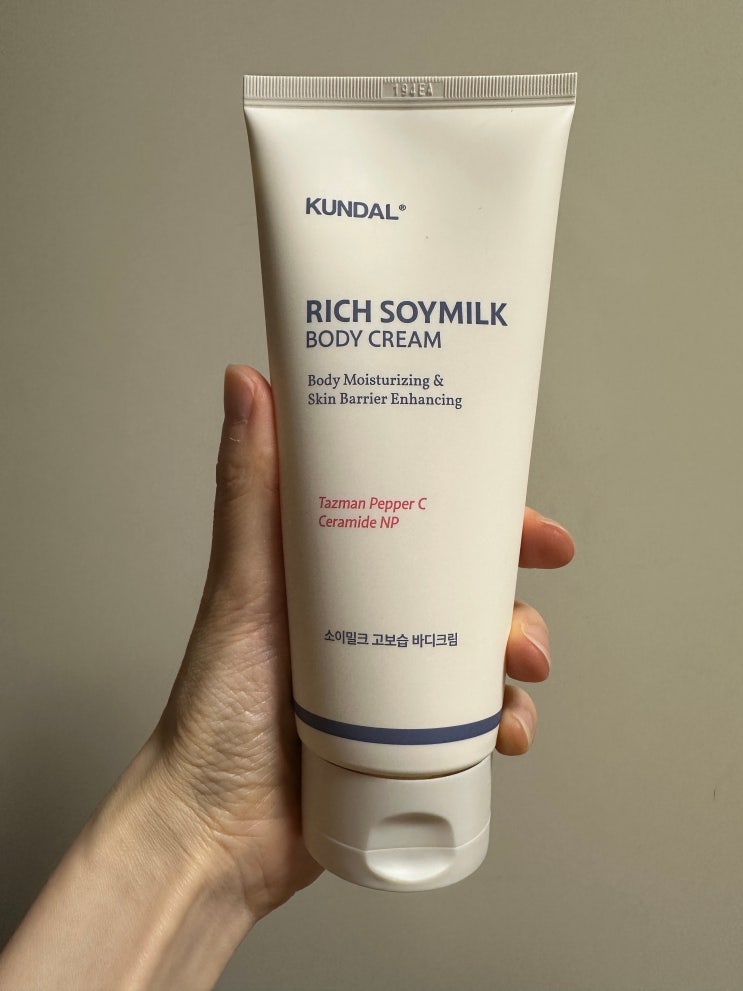 194EA
KUNDAL®
RICH SOYMILK
BODY CREAM
Body Moisturizing &
Skin Barrier Enhancing
Tazman Pepper C
Ceramide NP
소이밀크 고보습 바디크림